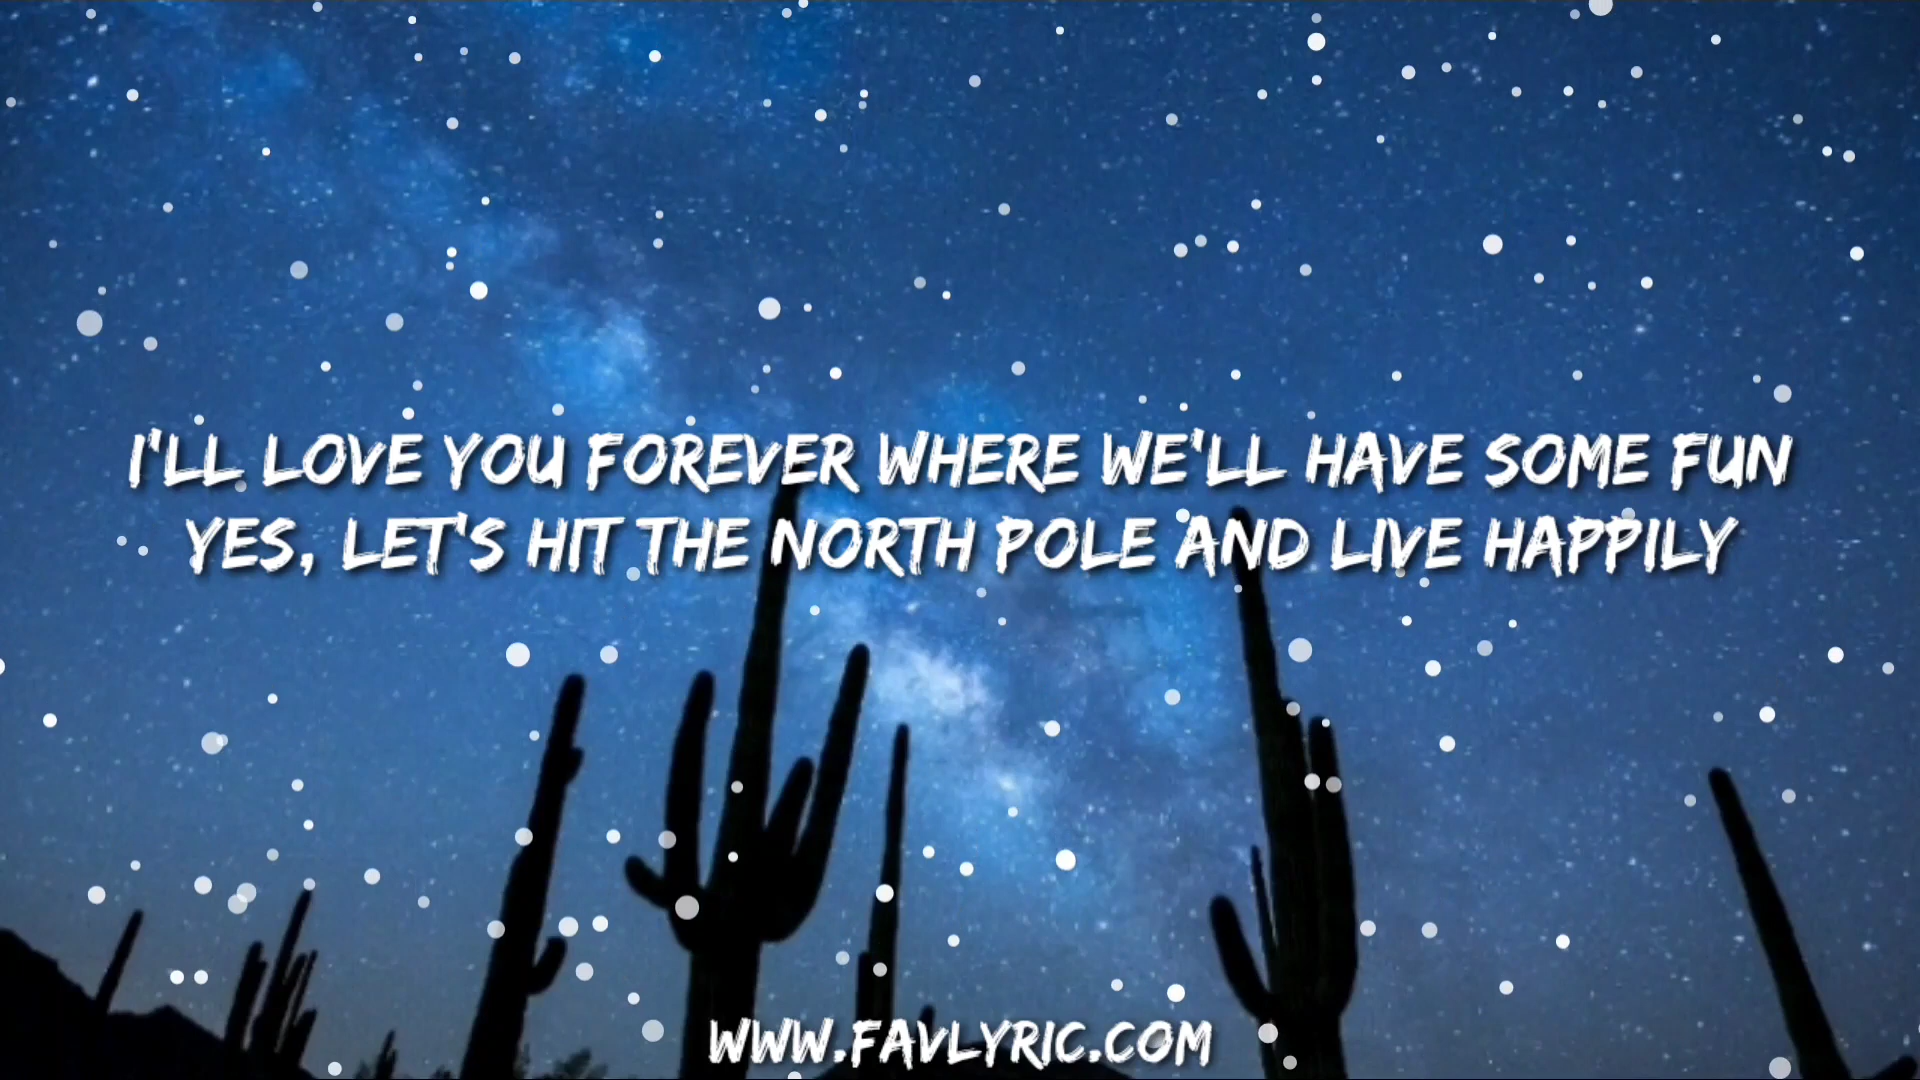 I'LL LOVE YOU FOREVER WHERE WE'LL HAVE SOME FUN
YES, LET'S HIT THE NORTH POLE AND LIVE HAPPILY
WWW.FAVLYRIC.COM